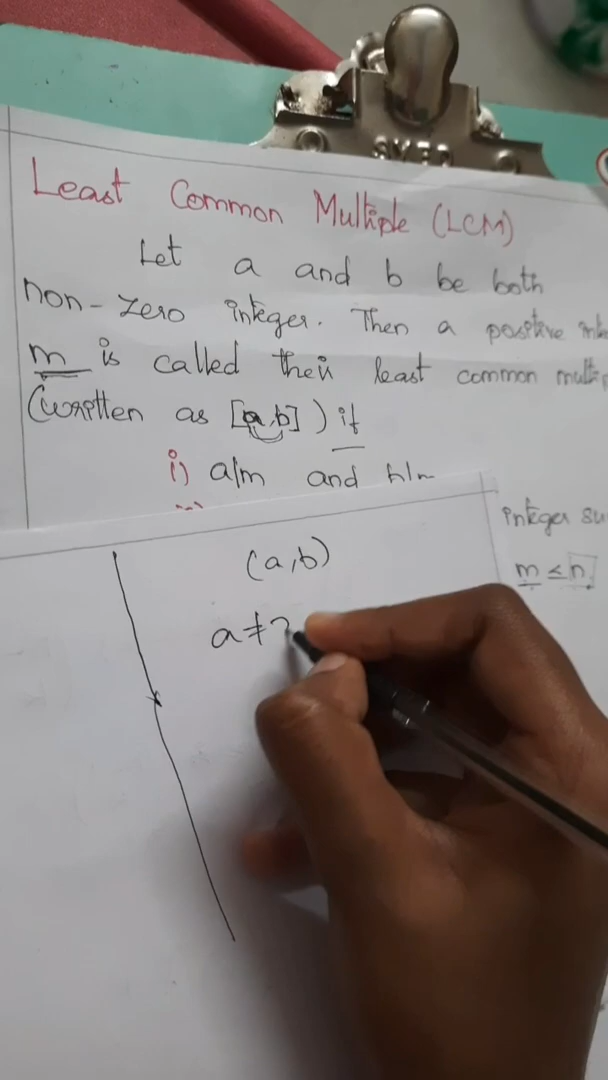 Least Common Multiple (LCM)
Let a and b be both
non-zero integer. Then a positive
m is called their least common
(written as [a,b]) if
i) a/m and
integer
m ≤ n
(a,b)
a≠